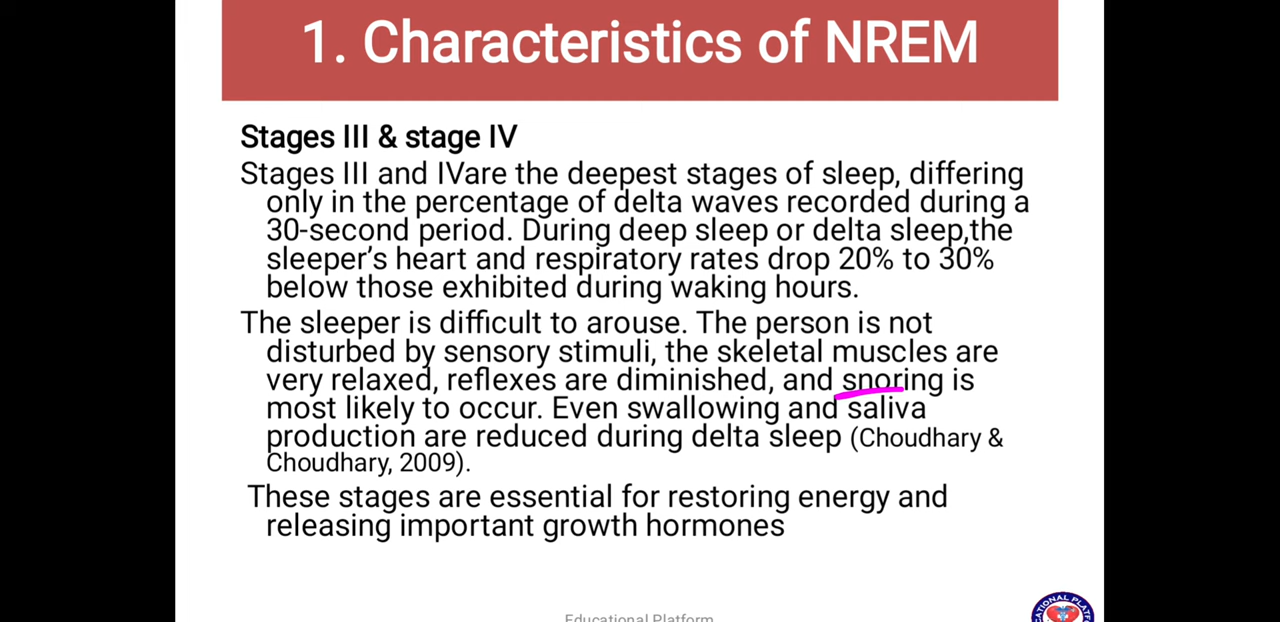 1. Characteristics of NREM
Stages III & stage IV
Stages III and IVare the deepest stages of sleep, differing
only in the percentage of delta waves recorded during a
30-second period. During deep sleep or delta sleep,the
sleeper’s heart and respiratory rates drop 20% to 30%
below those exhibited during waking hours.
The sleeper is difficult to arouse. The person is not
disturbed by sensory stimuli, the skeletal muscles are
very relaxed, reflexes are diminished, and snoring is
most likely to occur. Even swallowing and saliva
production are reduced during delta sleep (Choudhary &
Choudhary, 2009).
These stages are essential for restoring energy and
releasing important growth hormones
Educational Platform